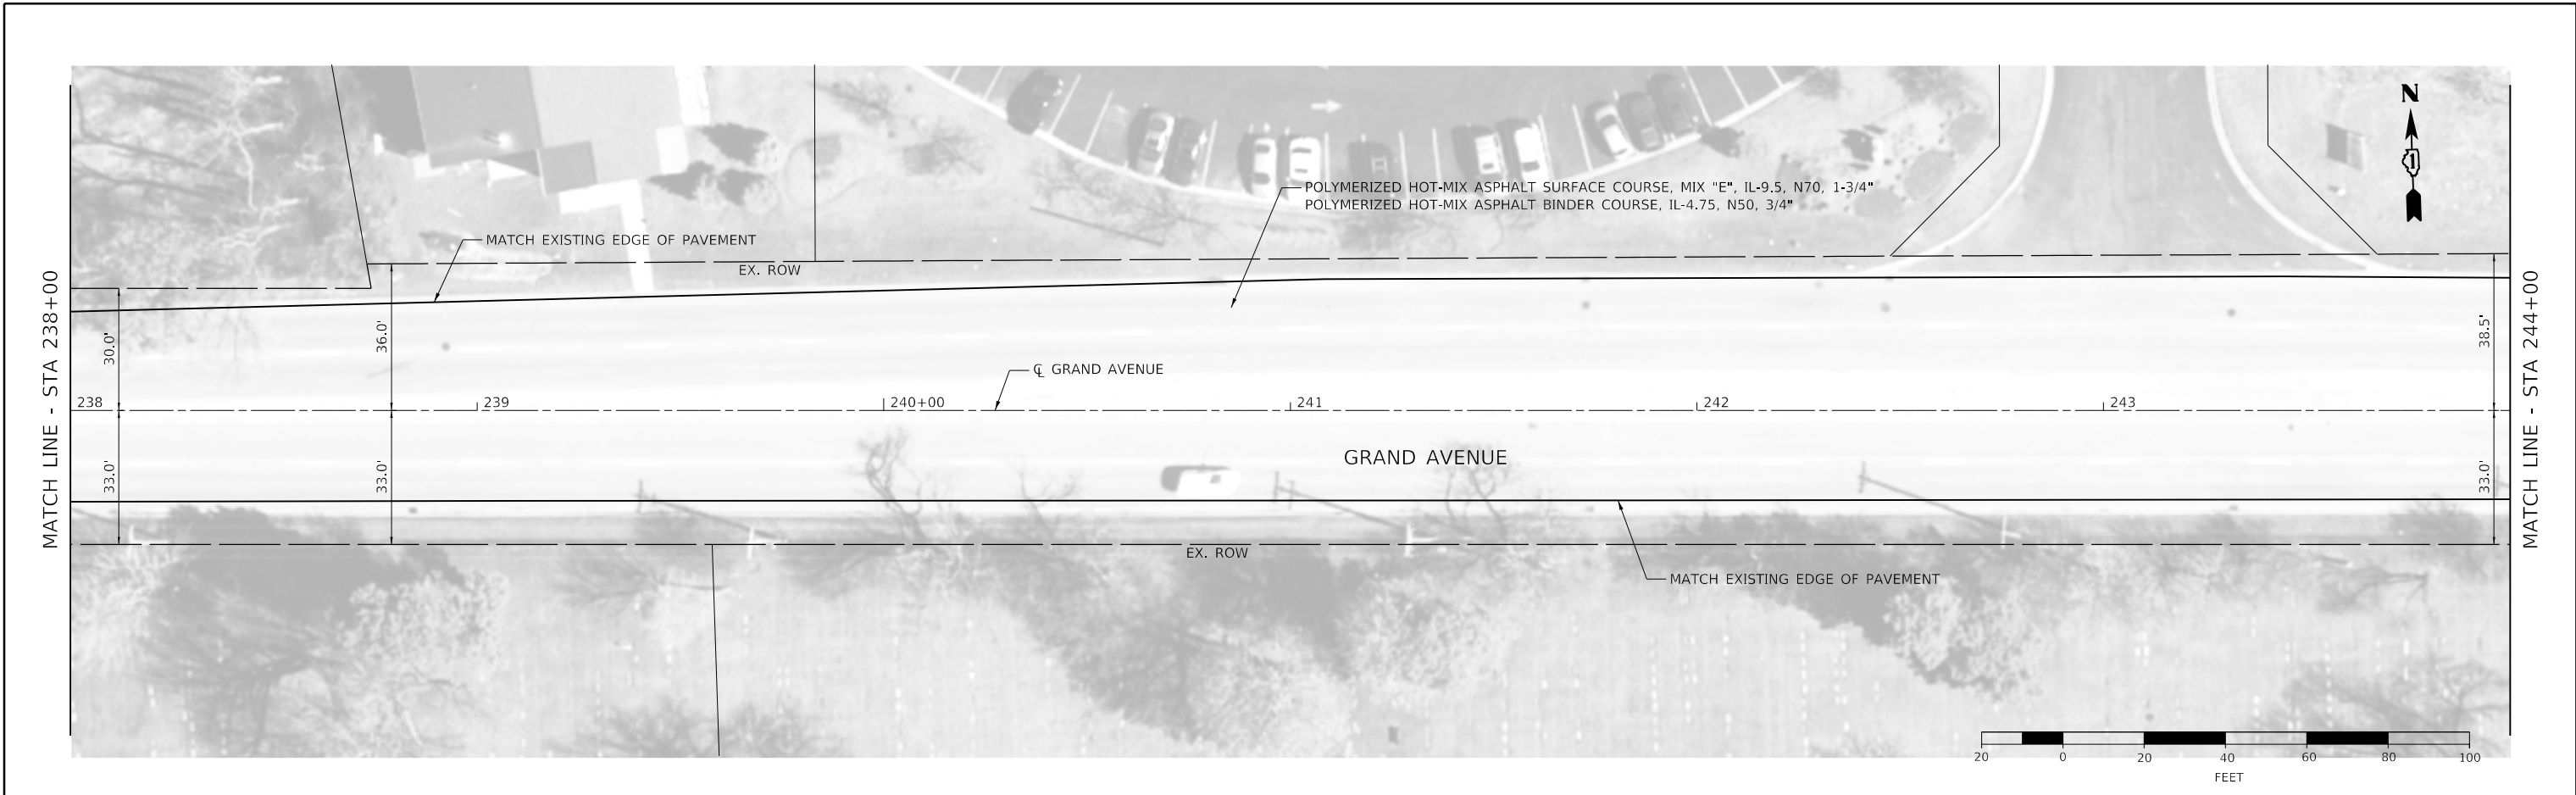 N
1
POLYMERIZED HOT-MIX ASPHALT SURFACE COURSE, MIX "E", IL-9.5, N70, 1-3/4"
POLYMERIZED HOT-MIX ASPHALT BINDER COURSE, IL-4.75, N50, 3/4"
MATCH EXISTING EDGE OF PAVEMENT
EX. ROW
MATCH LINE - STA 238+00
30.0'
36.0'
38.5'
MATCH LINE - STA 244+00
℄ GRAND AVENUE
238
239
240+00
241
242
243
33.0'
33.0'
GRAND AVENUE
33.0'
EX. ROW
MATCH EXISTING EDGE OF PAVEMENT
20 0 20 40 60 80 100
FEET